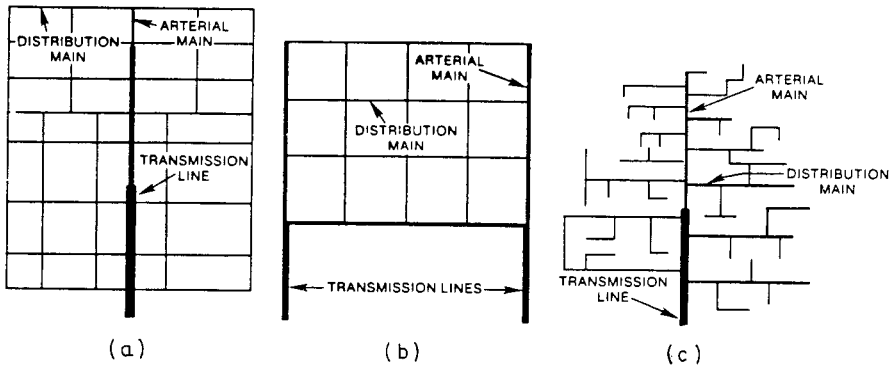 ARTERIAL
MAIN
DISTRIBUTION
MAIN
TRANSMISSION
LINE
(a)
ARTERIAL
MAIN
DISTRIBUTION
MAIN
TRANSMISSION LINES
(b)
ARTERIAL
MAIN
DISTRIBUTION
MAIN
TRANSMISSION
LINE
(c)